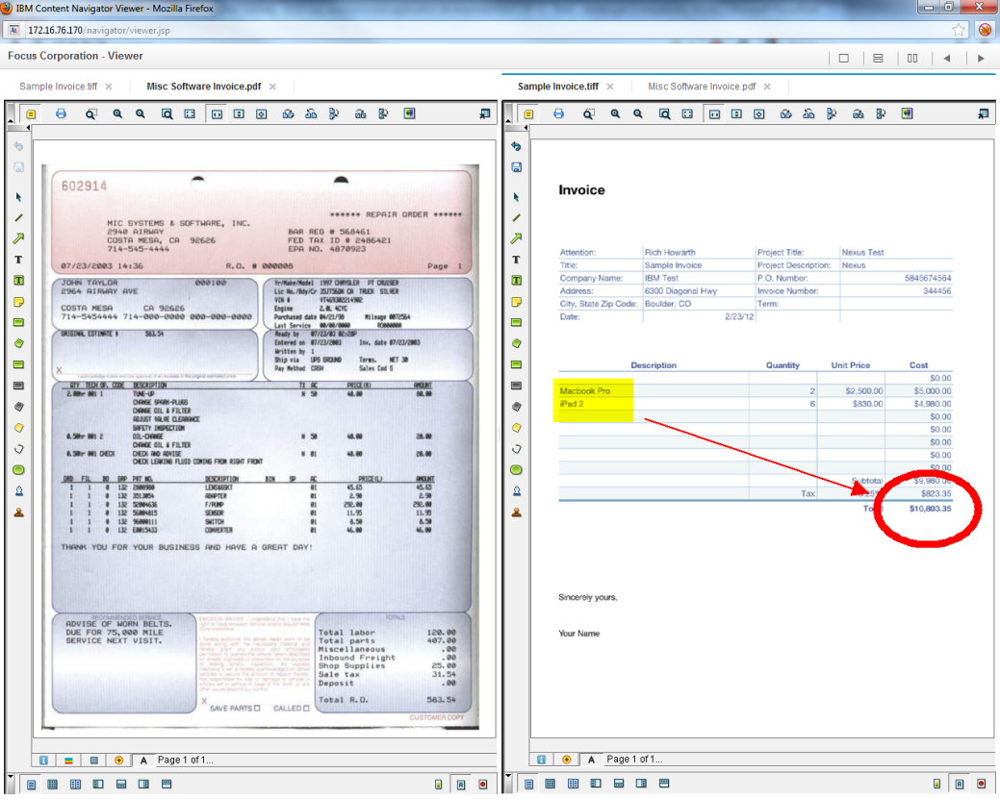 IBM Content Navigator Viewer - Mozilla Firefox
172.16.76.170/navigator/viewer.jsp
Focus Corporation - Viewer
Sample Invoice.tiff
Misc Software Invoice.pdf
602914
****** REPAIR ORDER ******
MIC SYSTEMS & SOFTWARE, INC.
2940 AIRWAY BAR REG # 568461
COSTA MESA, CA 92626 FED TAX ID # 2486421
714-545-4444 EPA NO. 4870923
07/23/2003 14:36 R.O. # 000008 Page 1
JOHN TAYLOR 000100
2964 AIRWAY AVE
COSTA MESA CA 92626
714-5454444 714-000-0000 000-000-0000
Yr/Make/Model 1997 CHRYSLER PT CRUISER
Lic No./Bdy/Cr 2SJT56DK CA TRUCK SILVER
VIN #
Engine 2.0L 4CYC
Purchased date 04/21/98 Mileage 0072564
Last Service 00/00/0000 RO000000
ORIGINAL ESTIMATE $ 583.54
X
Ready by 07/23/03 02:28P
Entered on 07/23/2003 Inv. date 07/23/2003
Written by 1
Ship via UPS GROUND Terms. NET 30
Pay Method CASH Sales Cod S
QTY TECH OP. CODE DESCRIPTION TX AC PRICE(R) AMOUNT
2.00hr 001 1 TUNE-UP N 50 40.00 80.00
CHANGE SPARK-PLUGS
CHANGE OIL & FILTER
ADJUST VALVE CLEARANCE
SAFETY INSPECTION
0.50hr 001 2 OIL-CHANGE N 50 40.00 20.00
CHANGE OIL & FILTER
0.50hr 001 CHECK CHECK AND ADVISE N 01 40.00 20.00
CHECK LEAKING FLUID COMING FROM RIGHT FRONT
ORD FIL BO GRP PRT NO. DESCRIPTION BIN SP AC PRICE(L) AMOUNT
1 1 0 132 2080900 LENSGASKT 01 45.65 45.65
1 1 0 132 3513054 ADAPTER 01 2.90 2.90
1 1 0 132 52004636 F/PUMP 01 292.00 292.00
1 1 0 132 56004815 SENSOR 01 11.95 11.95
1 1 0 132 56000111 SWITCH 01 8.50 8.50
1 1 0 132 E0015433 CONVERTER 01 46.00 46.00
THANK YOU FOR YOUR BUSINESS AND HAVE A GREAT DAY!
RECOMMENDED SERVICE
ADVISE OF WORN BELTS.
DUE FOR 75,000 MILE
SERVICE NEXT VISIT.
X
SAVE PARTS CALLED
TOTALS
Total labor 120.00
Total parts 407.00
Miscellaneous .00
Inbound Freight .00
Shop Supplies 25.00
Sale tax 31.54
Deposit .00
Total R.O. 583.54
CUSTOMER COPY
A Page 1 of 1...
Sample Invoice.tiff
Misc Software Invoice.pdf
Invoice
Attention: Rich Howarth Project Title: Nexus Test
Title: Sample Invoice Project Description: Nexus
Company Name: IBM Test P.O. Number: 5845674564
Address: 6300 Diagonal Hwy Invoice Number: 344456
City, State Zip Code: Boulder, CO Term:
Date: 2/23/12
Description Quantity Unit Price Cost
$0.00
Macbook Pro 2 $2,500.00 $5,000.00
iPad 2 6 $830.00 $4,980.00
$0.00
$0.00
$0.00
$0.00
$0.00
Subtotal $9,980.00
Tax $823.35
$10,803.35
Sincerely yours,
Your Name
A Page 1 of 1...